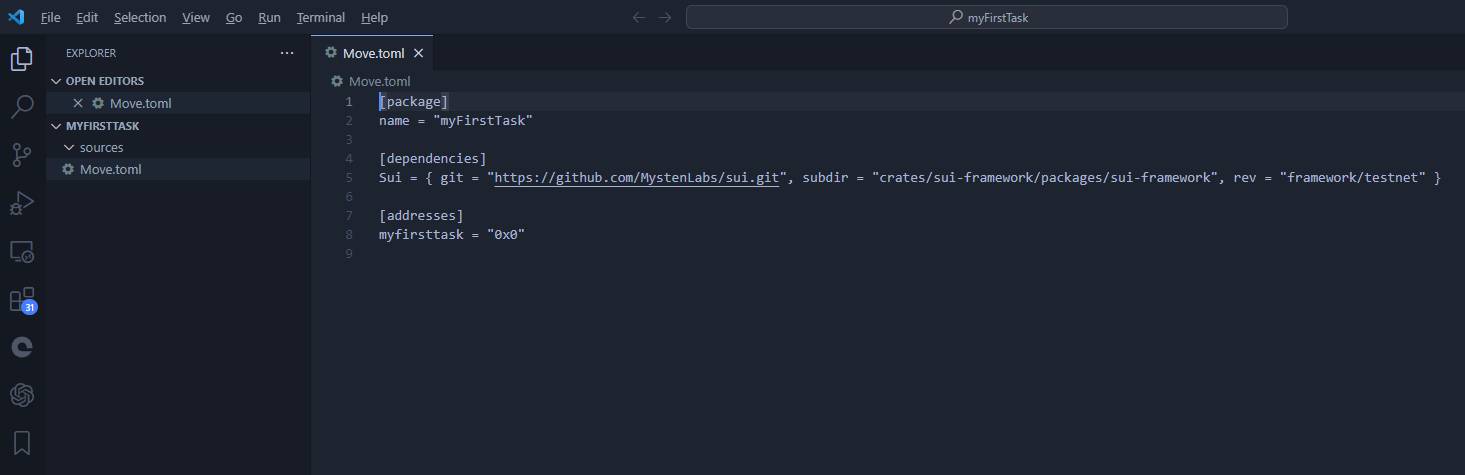 File Edit Selection View Go Run Terminal Help
myFirstTask
EXPLORER ...
Move.toml
OPEN EDITORS
Move.toml
Move.toml
MYFIRSTTASK
sources
Move.toml
1 [package]
2 name = "myFirstTask"
3
4 [dependencies]
5 Sui = { git = "https://github.com/MystenLabs/sui.git", subdir = "crates/sui-framework/packages/sui-framework", rev = "framework/testnet" }
6
7 [addresses]
8 myfirsttask = "0x0"
9
31